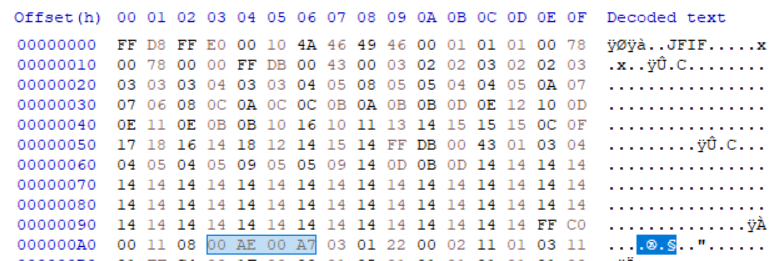 Offset(h) 00 01 02 03 04 05 06 07 08 09 0A 0B 0C 0D 0E 0F Decoded text
00000000 FF D8 FF E0 00 10 4A 46 49 46 00 01 01 01 00 78 ÿØÿà..JFIF.....x
00000010 00 78 00 00 FF DB 00 43 00 03 02 02 03 02 02 03 .x..ÿÛ.C........
00000020 03 03 03 04 03 03 04 05 08 05 05 04 04 05 0A 07 ................
00000030 07 06 08 0C 0A 0C 0C 0B 0A 0B 0B 0D 0E 12 10 0D ................
00000040 0E 11 0E 0B 0B 10 16 10 11 13 14 15 15 15 0C 0F ................
00000050 17 18 16 14 18 12 14 15 14 FF DB 00 43 01 03 04 .........ÿÛ.C...
00000060 04 05 04 05 09 05 05 09 14 0D 0B 0D 14 14 14 14 ................
00000070 14 14 14 14 14 14 14 14 14 14 14 14 14 14 14 14 ................
00000080 14 14 14 14 14 14 14 14 14 14 14 14 14 14 14 14 ................
00000090 14 14 14 14 14 14 14 14 14 14 14 14 14 14 FF C0 ..............ÿÀ
000000A0 00 11 08 00 AE 00 A7 03 01 22 00 02 11 01 03 11 ....®.§.."......